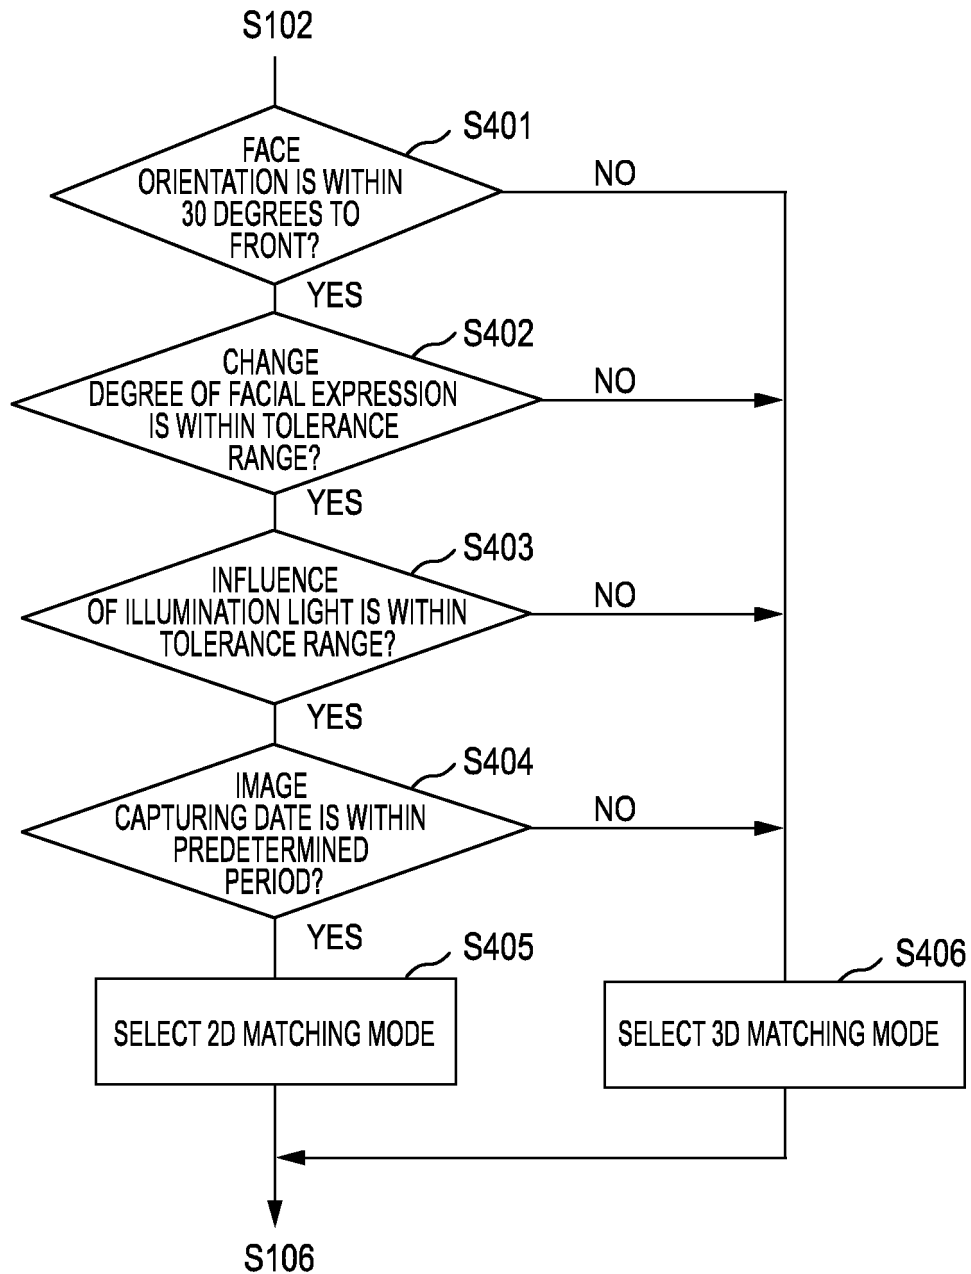 S102
S401
FACE
ORIENTATION IS WITHIN
30 DEGREES TO
FRONT?
NO
YES
S402
CHANGE
DEGREE OF FACIAL EXPRESSION
IS WITHIN TOLERANCE
RANGE?
NO
YES
S403
INFLUENCE
OF ILLUMINATION LIGHT IS WITHIN
TOLERANCE RANGE?
NO
YES
S404
IMAGE
CAPTURING DATE IS WITHIN
PREDETERMINED
PERIOD?
NO
YES
S405
SELECT 2D MATCHING MODE
S406
SELECT 3D MATCHING MODE
S106